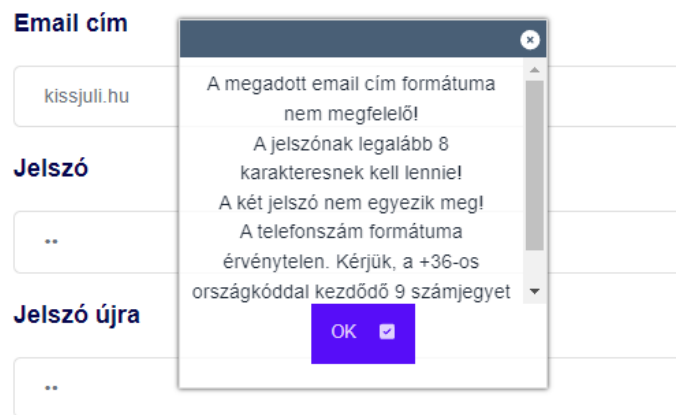 Email cím
kissjuli.hu
A megadott email cím formátuma
nem megfelelő!
A jelszónak legalább 8
karakteresnek kell lennie!
A két jelszó nem egyezik meg!
A telefonszám formátuma
érvénytelen. Kérjük, a +36-os
országkóddal kezdődő 9 számjegyet
OK
Jelszó
••
Jelszó újra
••